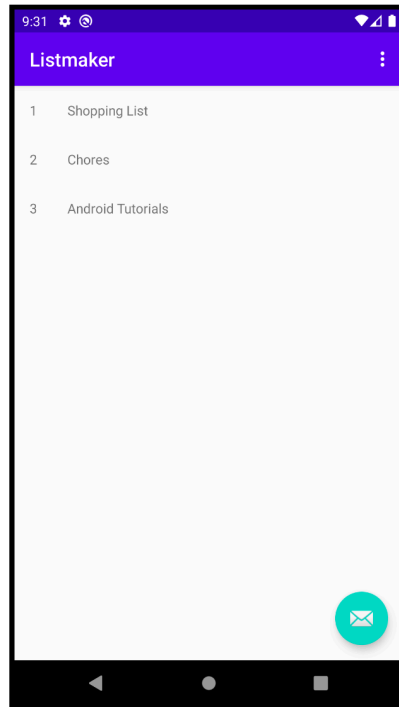 9:31
Listmaker
1 Shopping List
2 Chores
3 Android Tutorials